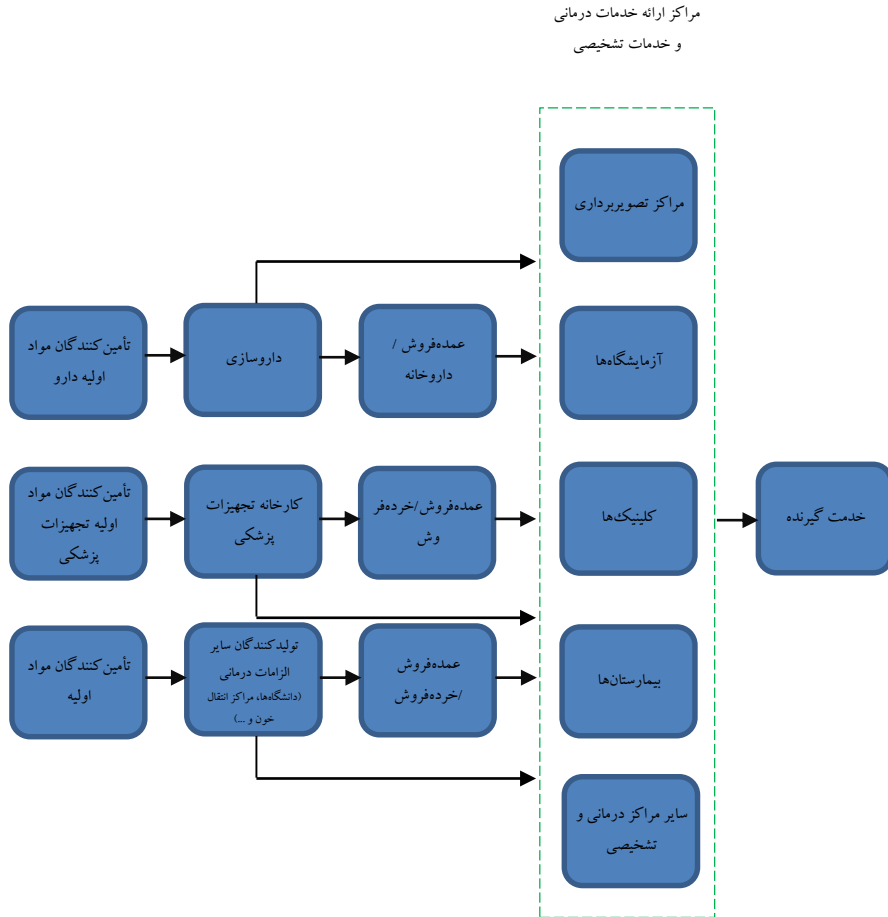 مراکز ارائه خدمات درمانی
و خدمات تشخیصی
مراکز تصویربرداری
تأمین‌کنندگان مواد
اولیه دارو
داروسازی
عمده‌فروش /
داروخانه
آزمایشگاه‌ها
تأمین‌کنندگان مواد
اولیه تجهیزات
پزشکی
کارخانه تجهیزات
پزشکی
عمده‌فروش/خرده‌فر
وش
کلینیک‌ها
خدمت گیرنده
تأمین‌کنندگان مواد
اولیه
تولیدکنندگان سایر
الزامات درمانی
(دانشگاه‌ها، مراکز انتقال
خون و ...)
عمده‌فروش
/خرده‌فروش
بیمارستان‌ها
سایر مراکز درمانی و
تشخیصی